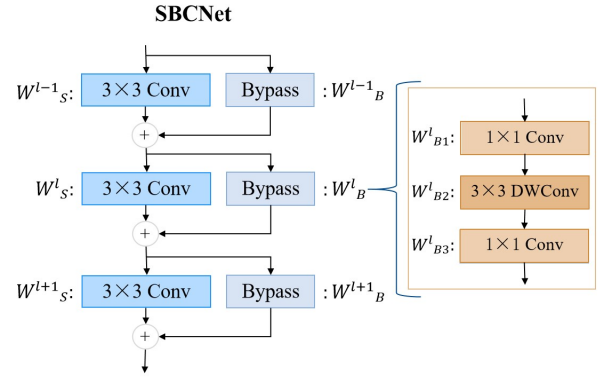 SBCNet
W^{l-1}_S: 3×3 Conv Bypass : W^{l-1}_B
+
W^l_S: 3×3 Conv Bypass : W^l_B
+
W^{l+1}_S: 3×3 Conv Bypass : W^{l+1}_B
+
W^l_{B1}: 1×1 Conv
W^l_{B2}: 3×3 DWConv
W^l_{B3}: 1×1 Conv